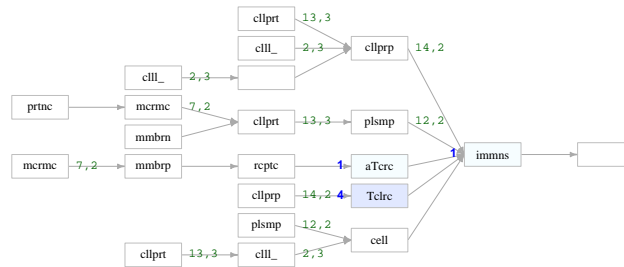 cllprt 13,3
clll_ 2,3 cllprp 14,2
clll_ 2,3
prtnc mcrmc 7,2
cllprt 13,3 plsmp 12,2
mmbrn
1 immns
mcrmc 7,2 mmbrp rcptc 1 aTcrc
cllprp 14,2 4 Tclrc
plsmp 12,2
cell
cllprt 13,3 clll_ 2,3